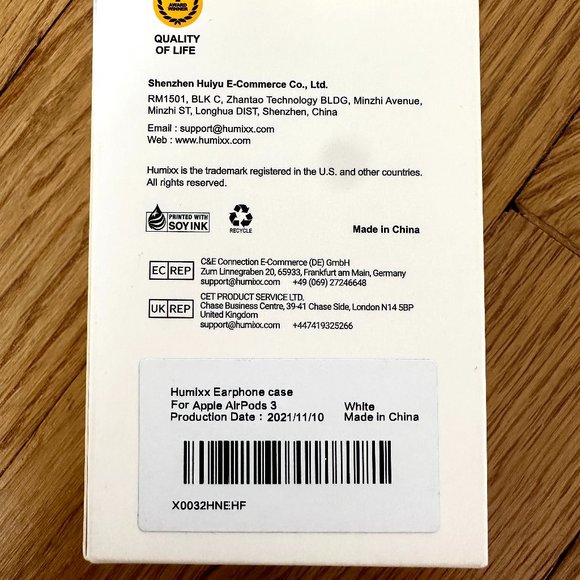 AWARD
WINNER
QUALITY
OF LIFE
Shenzhen Huiyu E-Commerce Co., Ltd.
RM1501, BLK C, Zhantao Technology BLDG, Minzhi Avenue,
Minzhi ST, Longhua DIST, Shenzhen, China
Email : support@humixx.com
Web : www.humixx.com
Humixx is the trademark registered in the U.S. and other countries.
All rights reserved.
PRINTED WITH
SOY INK
RECYCLE
Made in China
EC REP
C&E Connection E-Commerce (DE) GmbH
Zum Linnegraben 20, 65933, Frankfurt am Main, Germany
support@humixx.com +49 (069) 27246648
UK REP
CET PRODUCT SERVICE LTD.
Chase Business Centre, 39-41 Chase Side, London N14 5BP
United Kingdom
support@humixx.com +447419325266
Humixx Earphone case
For Apple AirPods 3 White
Production Date : 2021/11/10 Made in China
X0032HNEHF